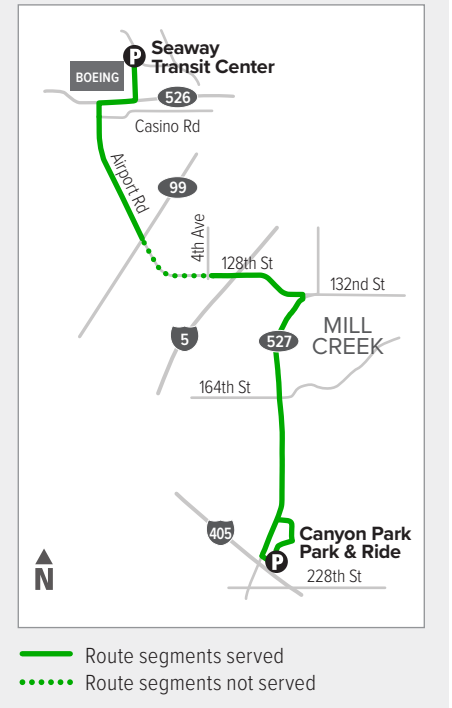 P Seaway
Transit Center
BOEING
526
Casino Rd
Airport Rd
99
4th Ave
128th St
132nd St
5
527
MILL
CREEK
164th St
405
Canyon Park
P Park & Ride
228th St
N
Route segments served
Route segments not served